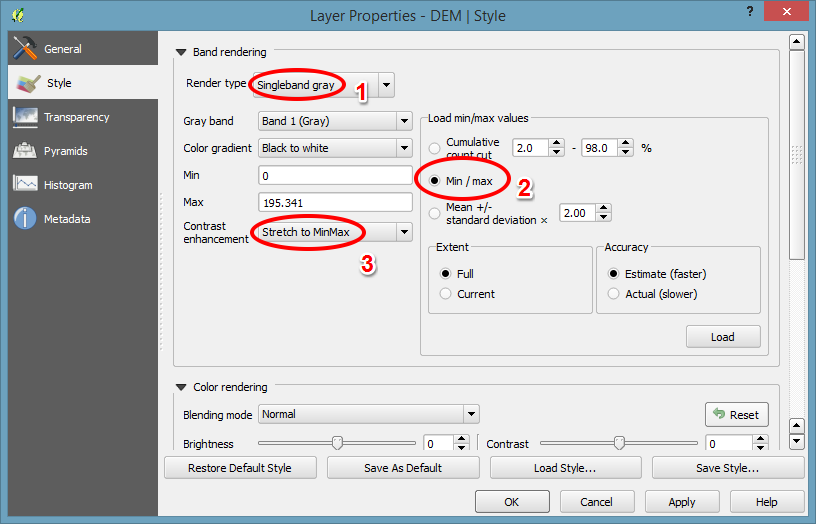 Layer Properties - DEM | Style
?
General
Style
Transparency
Pyramids
Histogram
Metadata
Band rendering
Render type Singleband gray
1
Gray band Band 1 (Gray)
Color gradient Black to white
Min 0
Max 195.341
Contrast
enhancement Stretch to MinMax
3
Load min/max values
Cumulative
count cut 2.0 - 98.0 %
Min / max
2
Mean +/-
standard deviation × 2.00
Extent
Full
Current
Accuracy
Estimate (faster)
Actual (slower)
Load
Color rendering
Blending mode Normal
Reset
Brightness 0 Contrast 0
Restore Default Style Save As Default Load Style... Save Style...
OK Cancel Apply Help